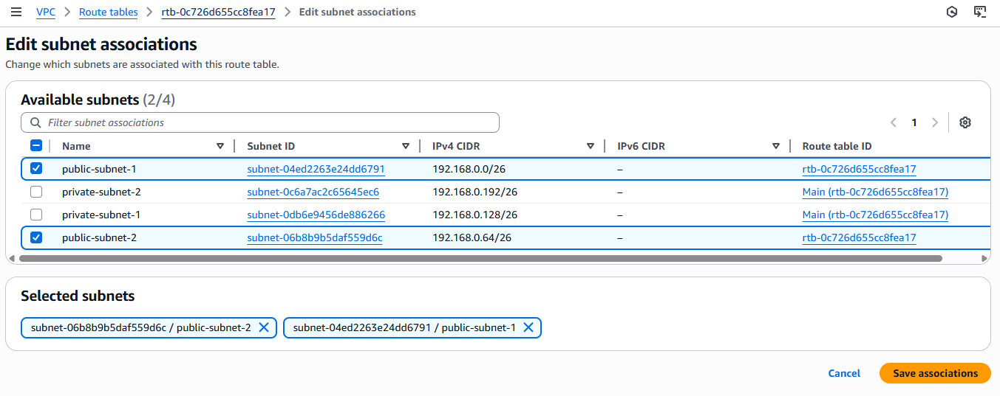 VPC > Route tables > rtb-0c726d655cc8fea17 > Edit subnet associations
Edit subnet associations
Change which subnets are associated with this route table.
Available subnets (2/4)
Filter subnet associations
1
Name Subnet ID IPv4 CIDR IPv6 CIDR Route table ID
public-subnet-1 subnet-04ed2263e24dd6791 192.168.0.0/26 – rtb-0c726d655cc8fea17
private-subnet-2 subnet-0c6a7ac2c65645ec6 192.168.0.192/26 – Main (rtb-0c726d655cc8fea17)
private-subnet-1 subnet-0db6e9456de886266 192.168.0.128/26 – Main (rtb-0c726d655cc8fea17)
public-subnet-2 subnet-06b8b9b5daf559d6c 192.168.0.64/26 – rtb-0c726d655cc8fea17
Selected subnets
subnet-06b8b9b5daf559d6c / public-subnet-2 subnet-04ed2263e24dd6791 / public-subnet-1
Cancel Save associations